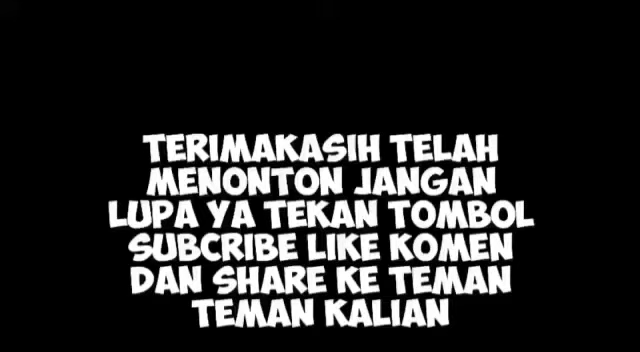 TERIMAKASIH TELAH
MENONTON JANGAN
LUPA YA TEKAN TOMBOL
SUBCRIBE LIKE KOMEN
DAN SHARE KE TEMAN
TEMAN KALIAN